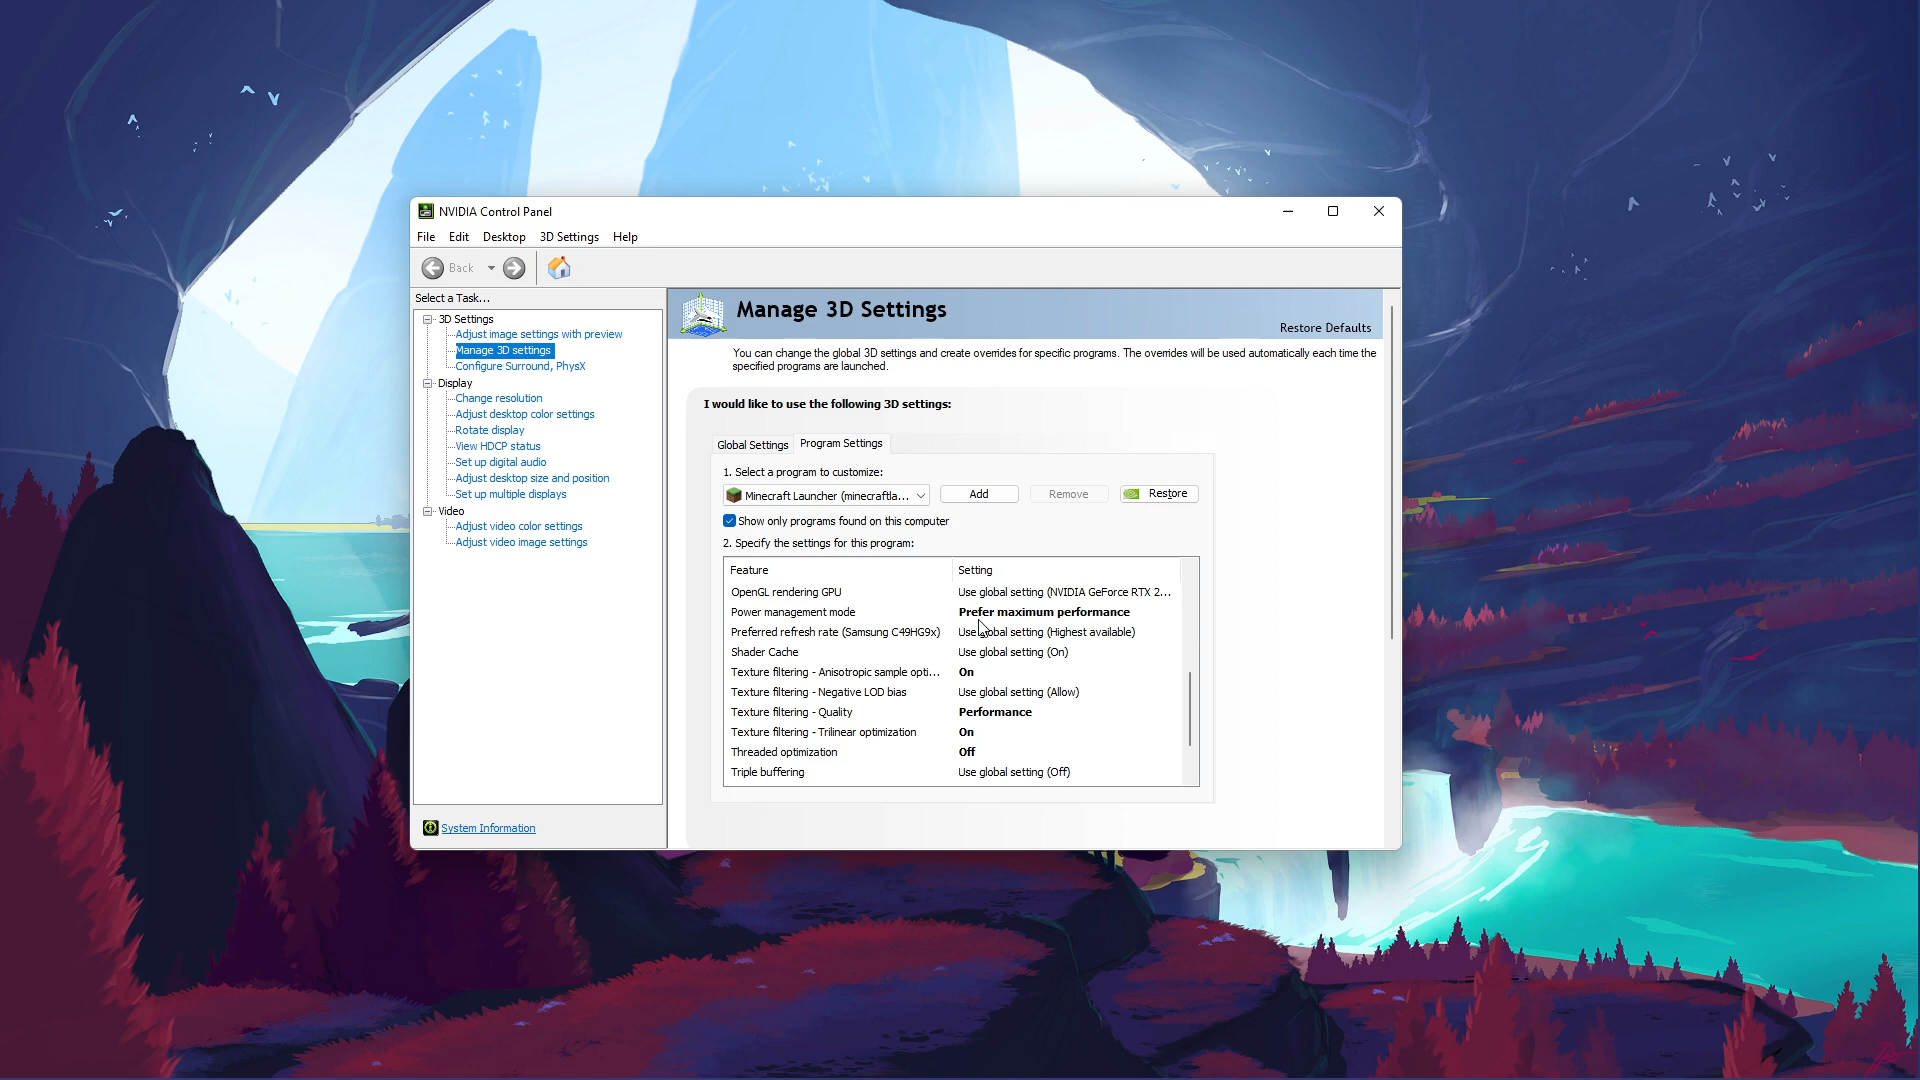 NVIDIA Control Panel
File Edit Desktop 3D Settings Help
Back
Select a Task...
3D Settings
Adjust image settings with preview
Manage 3D settings
Configure Surround, PhysX
Display
Change resolution
Adjust desktop color settings
Rotate display
View HDCP status
Set up digital audio
Adjust desktop size and position
Set up multiple displays
Video
Adjust video color settings
Adjust video image settings
System Information
Manage 3D Settings
Restore Defaults
You can change the global 3D settings and create overrides for specific programs. The overrides will be used automatically each time the
specified programs are launched.
I would like to use the following 3D settings:
Global Settings Program Settings
1. Select a program to customize:
Minecraft Launcher (minecraftla... Add Remove Restore
Show only programs found on this computer
2. Specify the settings for this program:
Feature Setting
OpenGL rendering GPU Use global setting (NVIDIA GeForce RTX 2...
Power management mode Prefer maximum performance
Preferred refresh rate (Samsung C49HG9x) Use global setting (Highest available)
Shader Cache Use global setting (On)
Texture filtering - Anisotropic sample opti... On
Texture filtering - Negative LOD bias Use global setting (Allow)
Texture filtering - Quality Performance
Texture filtering - Trilinear optimization On
Threaded optimization Off
Triple buffering Use global setting (Off)